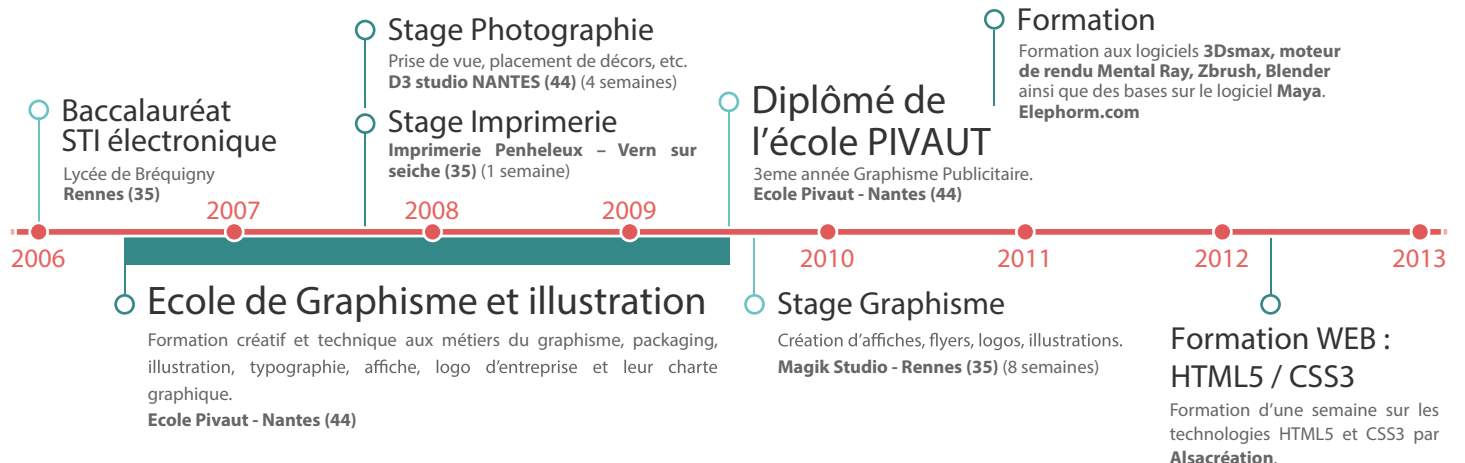 Baccalauréat
STI électronique
Lycée de Bréquigny
Rennes (35)
Stage Photographie
Prise de vue, placement de décors, etc.
D3 studio NANTES (44) (4 semaines)
Stage Imprimerie
Imprimerie Penheleux – Vern sur
seiche (35) (1 semaine)
Diplômé de
l'école PIVAUT
3eme année Graphisme Publicitaire.
Ecole Pivaut - Nantes (44)
Formation
Formation aux logiciels 3Dsmax, moteur
de rendu Mental Ray, Zbrush, Blender
ainsi que des bases sur le logiciel Maya.
Elephorm.com
2006
2007
2008
2009
2010
2011
2012
2013
Ecole de Graphisme et illustration
Formation créatif et technique aux métiers du graphisme, packaging,
illustration, typographie, affiche, logo d'entreprise et leur charte
graphique.
Ecole Pivaut - Nantes (44)
Stage Graphisme
Création d'affiches, flyers, logos, illustrations.
Magik Studio - Rennes (35) (8 semaines)
Formation WEB :
HTML5 / CSS3
Formation d'une semaine sur les
technologies HTML5 et CSS3 par
Alsacréation.